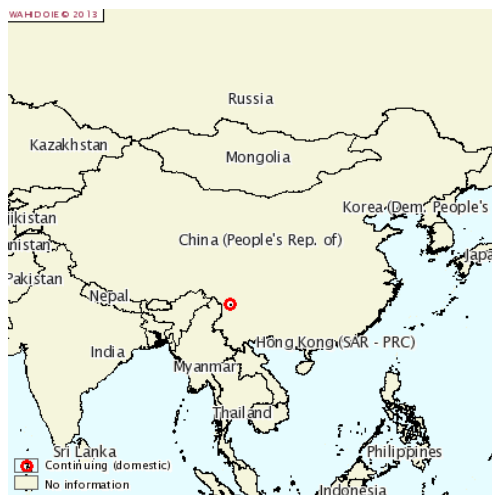 WAHID OIE © 2013
Russia
Kazakhstan
Mongolia
Korea (Dem. People's
jikistan
China (People's Rep. of)
nistan
Japa
Pakistan
Nepal
Hong Kong (SAR - PRC)
India
Myanmar
Thailand
Sri Lanka
Philippines
Continuing (domestic)
No information
Indonesia